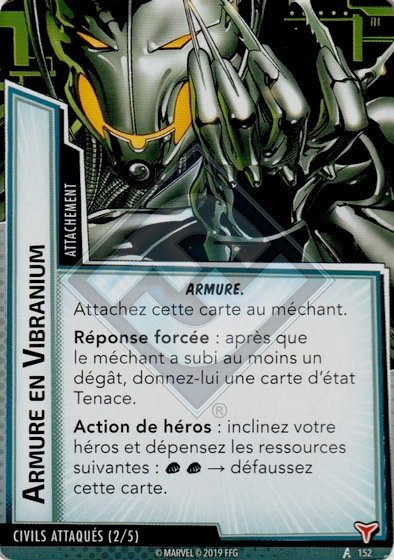 ARMURE EN VIBRANIUM
ATTACHEMENT
ARMURE.
Attachez cette carte au méchant.
Réponse forcée : après que
le méchant a subi au moins un
dégât, donnez-lui une carte d'état
Tenace.
Action de héros : inclinez votre
héros et dépensez les ressources
suivantes : → défaussez
cette carte.
CIVILS ATTAQUÉS (2/5)
© MARVEL © 2019 FFG
152